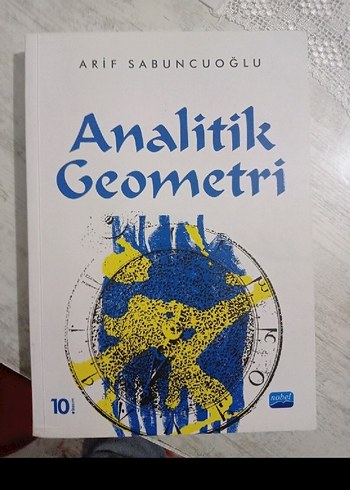 ARİF SABUNCUOĞLU
Analitik
Geometri
10
nobel